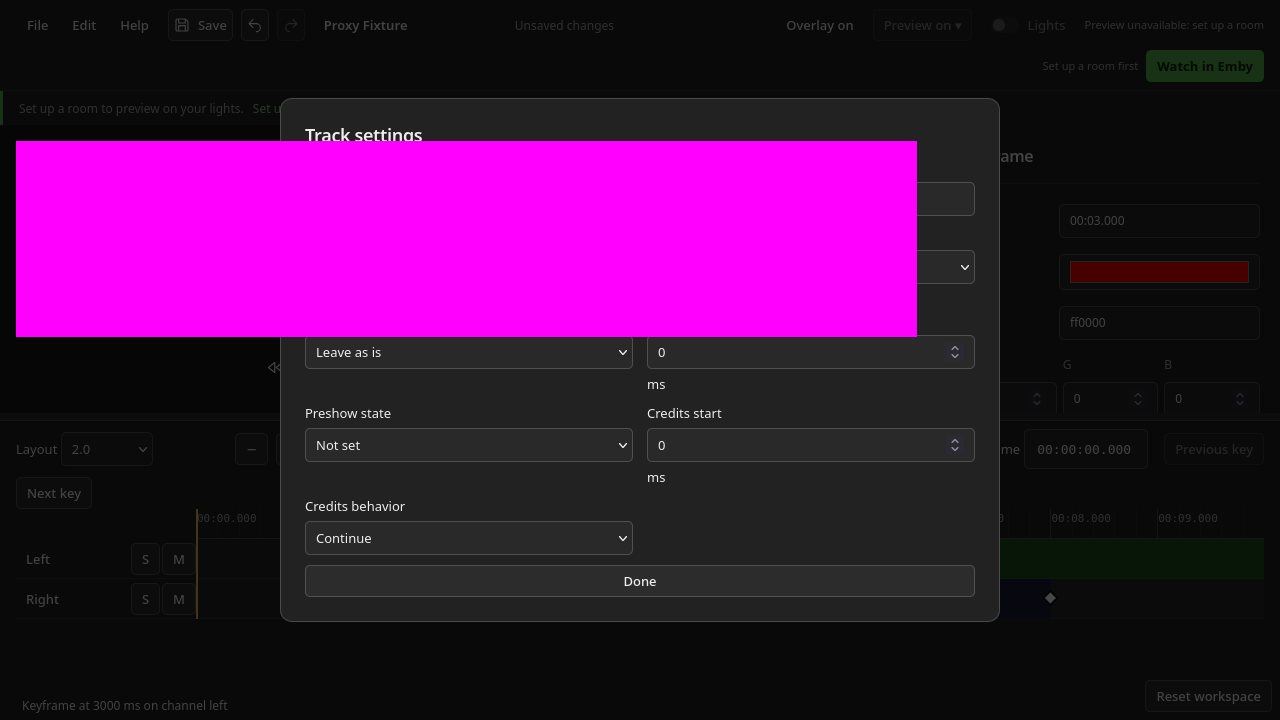 File Edit Help Save Proxy Fixture Unsaved changes Overlay on Preview on ▾ Lights Preview unavailable: set up a room
Set up a room first Watch in Emby
Set up a room to preview on your lights. Set u
Track settings
ame
00:03.000
ff0000
Leave as is 0
G B
ms
0 0
Preshow state Credits start
Not set 0
Layout 2.0 – me 00:00:00.000 Previous key
ms
Next key
Credits behavior
00:00.000 0 00:08.000 00:09.000
Continue
Left S M
Done
Right S M
Reset workspace
Keyframe at 3000 ms on channel left